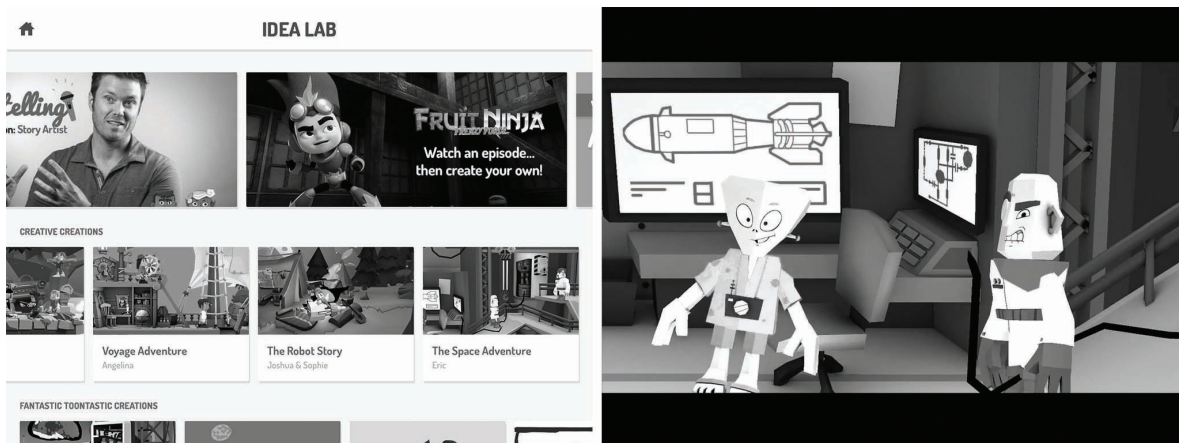 IDEA LAB
telling
on: Story Artist
FRUIT NINJA
Watch an episode...
then create your own!
CREATIVE CREATIONS
Voyage Adventure
Angelina
The Robot Story
Joshua & Sophie
The Space Adventure
Eric
FANTASTIC TOONTASTIC CREATIONS